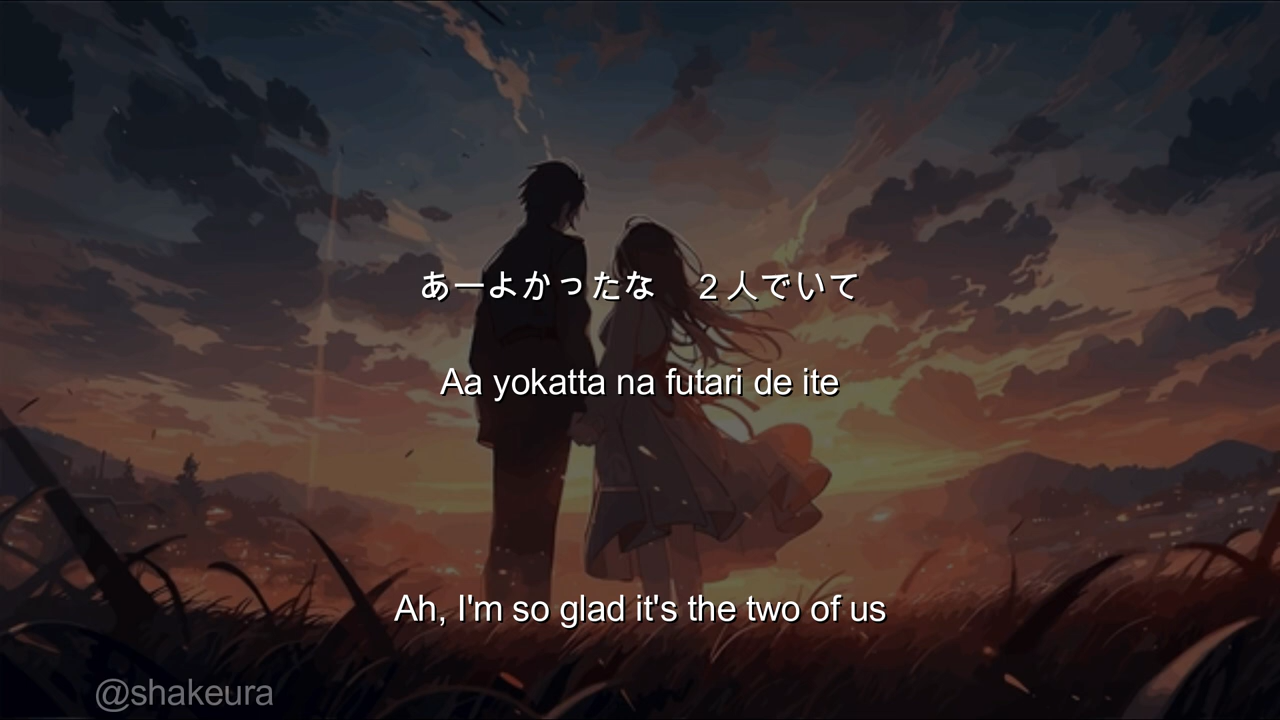 あーよかったな　２人でいて
Aa yokatta na futari de ite
Ah, I'm so glad it's the two of us
@shakeura